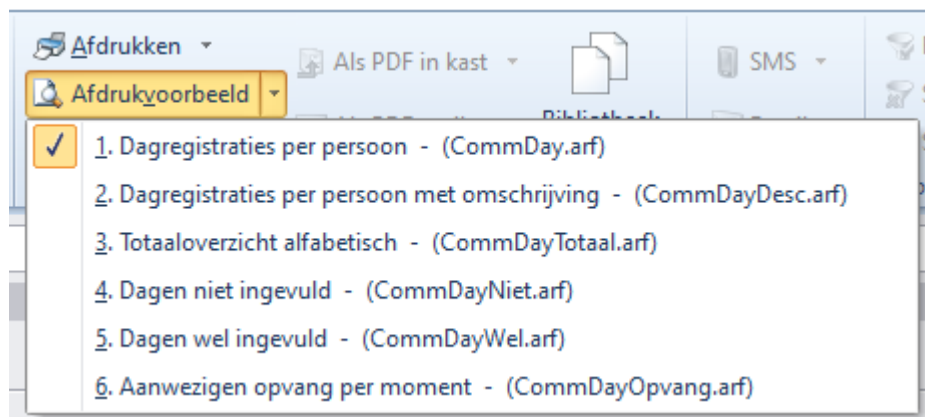 Afdrukken
Als PDF in kast
SMS
Afdrukvoorbeeld
Bibliotheek
1. Dagregistraties per persoon - (CommDay.arf)
2. Dagregistraties per persoon met omschrijving - (CommDayDesc.arf)
3. Totaaloverzicht alfabetisch - (CommDayTotaal.arf)
4. Dagen niet ingevuld - (CommDayNiet.arf)
5. Dagen wel ingevuld - (CommDayWel.arf)
6. Aanwezigen opvang per moment - (CommDayOpvang.arf)